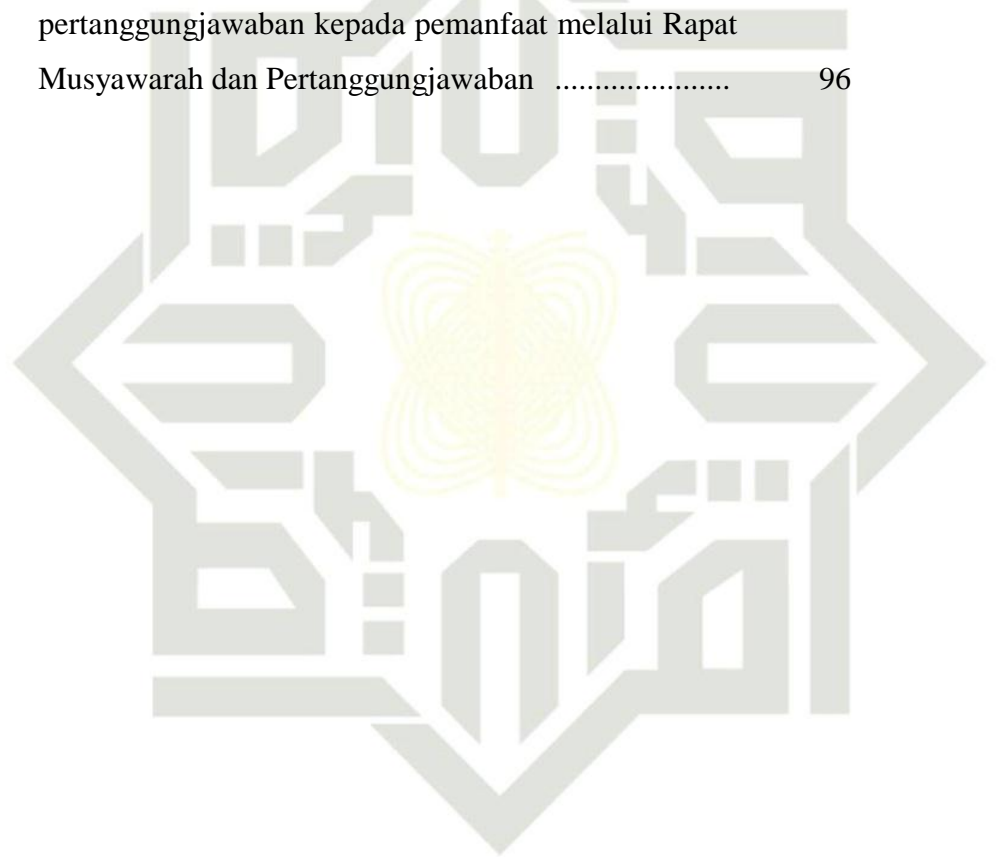 pertanggungjawaban kepada pemanfaat melalui Rapat
Musyawarah dan Pertanggungjawaban ...................... 96